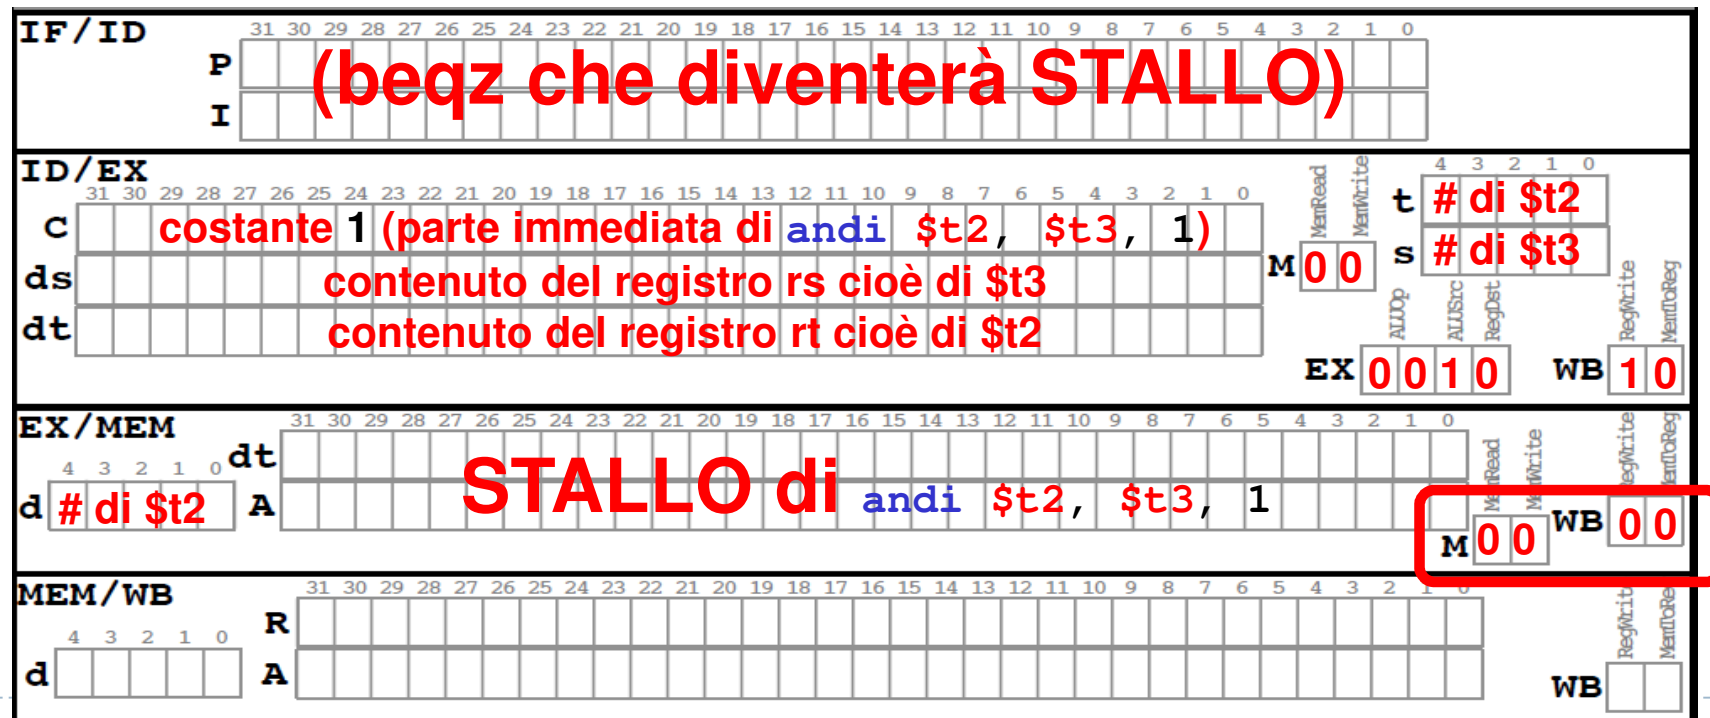 IF/ID
31 30 29 28 27 26 25 24 23 22 21 20 19 18 17 16 15 14 13 12 11 10 9 8 7 6 5 4 3 2 1 0
P
(beqz che diventerà STALLO)
I
ID/EX
31 30 29 28 27 26 25 24 23 22 21 20 19 18 17 16 15 14 13 12 11 10 9 8 7 6 5 4 3 2 1 0
MemRead
MemWrite
4 3 2 1 0
C costante 1 (parte immediata di andi $t2, $t3, 1)
t # di $t2
ds contenuto del registro rs cioè di $t3
M 0 0
s # di $t3
dt contenuto del registro rt cioè di $t2
ALUOp
ALUSrc
RegDst
RegWrite
MemToReg
EX 0 0 1 0
WB 1 0
EX/MEM
31 30 29 28 27 26 25 24 23 22 21 20 19 18 17 16 15 14 13 12 11 10 9 8 7 6 5 4 3 2 1 0
4 3 2 1 0
dt
d # di $t2
A
STALLO di andi $t2, $t3, 1
MemRead
MemWrite
RegWrite
MemToReg
M 0 0
WB 0 0
MEM/WB
31 30 29 28 27 26 25 24 23 22 21 20 19 18 17 16 15 14 13 12 11 10 9 8 7 6 5 4 3 2 1 0
4 3 2 1 0
R
d
A
RegWrit
MemToRe
WB